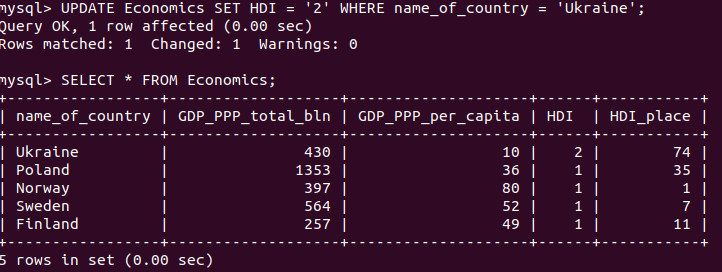 mysql> UPDATE Economics SET HDI = '2' WHERE name_of_country = 'Ukraine';
Query OK, 1 row affected (0.00 sec)
Rows matched: 1  Changed: 1  Warnings: 0

mysql> SELECT * FROM Economics;
+-----------------+-------------------+--------------------+------+-----------+
| name_of_country | GDP_PPP_total_bln | GDP_PPP_per_capita | HDI  | HDI_place |
+-----------------+-------------------+--------------------+------+-----------+
| Ukraine         |               430 |                 10 |    2 |        74 |
| Poland          |              1353 |                 36 |    1 |        35 |
| Norway          |               397 |                 80 |    1 |         1 |
| Sweden          |               564 |                 52 |    1 |         7 |
| Finland         |               257 |                 49 |    1 |        11 |
+-----------------+-------------------+--------------------+------+-----------+
5 rows in set (0.00 sec)